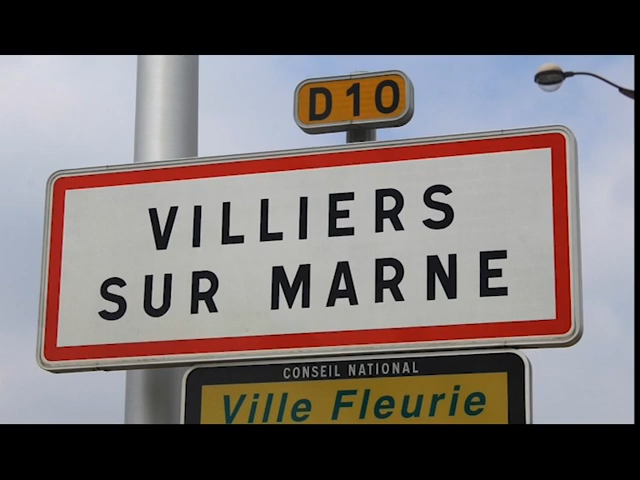 D10
VILLIERS
SUR MARNE
CONSEIL NATIONAL
Ville Fleurie